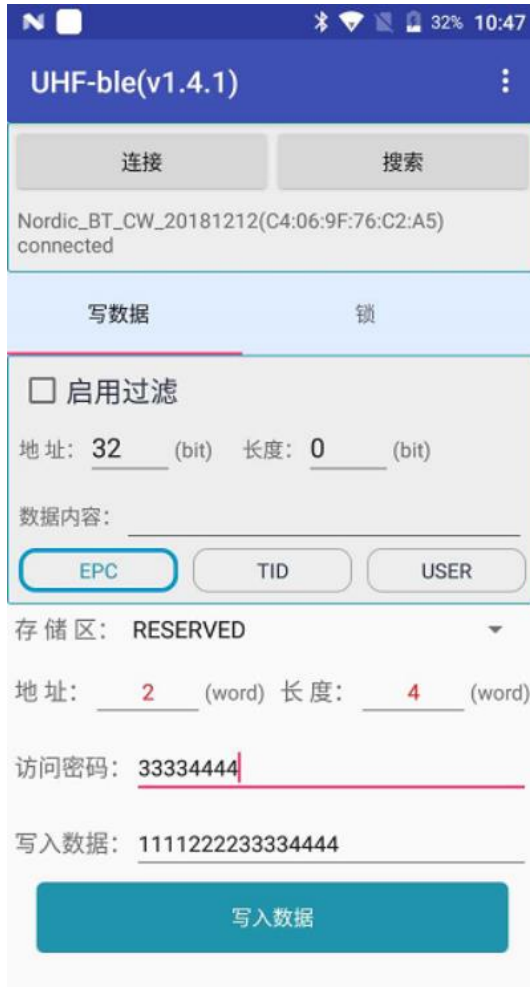 32% 10:47
UHF-ble(v1.4.1)
连接 搜索
Nordic_BT_CW_20181212(C4:06:9F:76:C2:A5)
connected
写数据 锁
启用过滤
地 址： 32 (bit) 长度： 0 (bit)
数据内容：
EPC TID USER
存 储 区： RESERVED
地 址： 2 (word) 长 度： 4 (word)
访问密码： 33334444
写入数据： 1111222233334444
写入数据